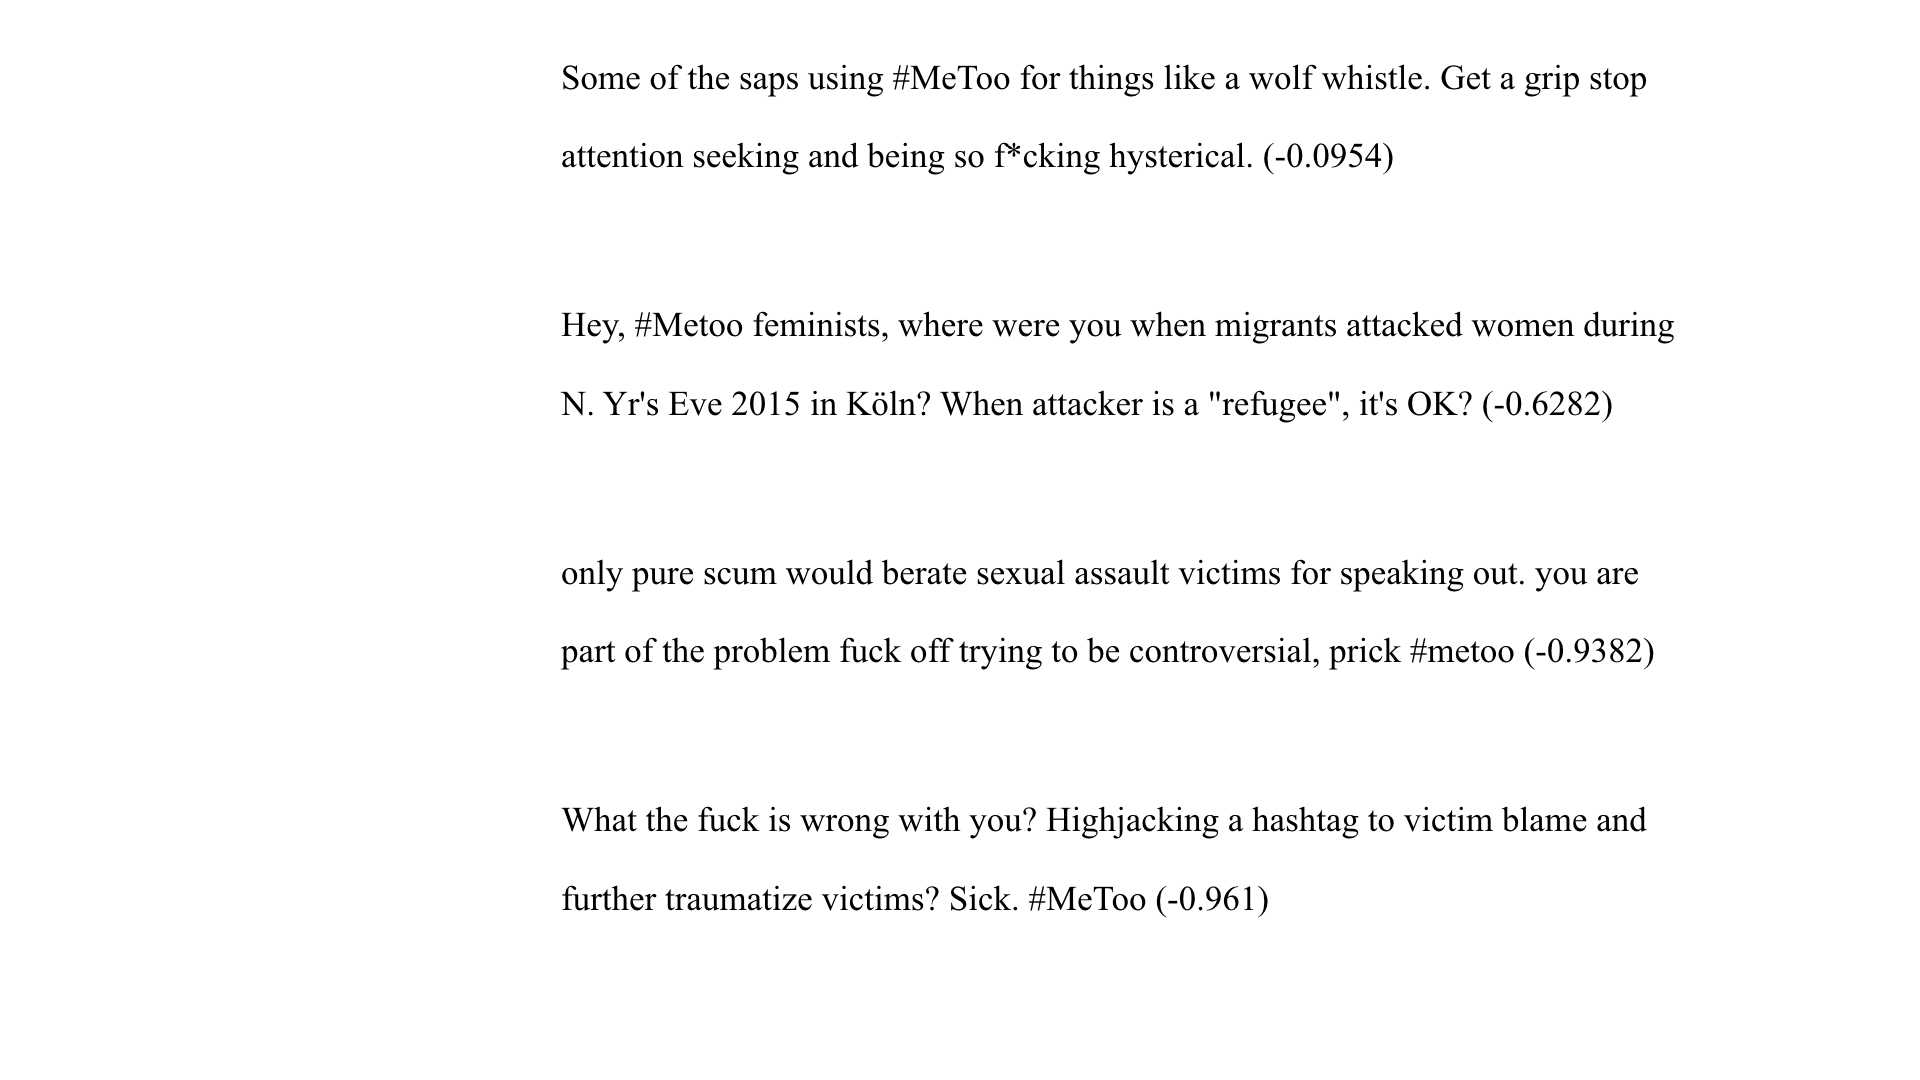 Some of the saps using #MeToo for things like a wolf whistle. Get a grip stop
attention seeking and being so f*cking hysterical. (-0.0954)
Hey, #Metoo feminists, where were you when migrants attacked women during
N. Yr's Eve 2015 in Köln? When attacker is a "refugee", it's OK? (-0.6282)
only pure scum would berate sexual assault victims for speaking out. you are
part of the problem fuck off trying to be controversial, prick #metoo (-0.9382)
What the fuck is wrong with you? Highjacking a hashtag to victim blame and
further traumatize victims? Sick. #MeToo (-0.961)